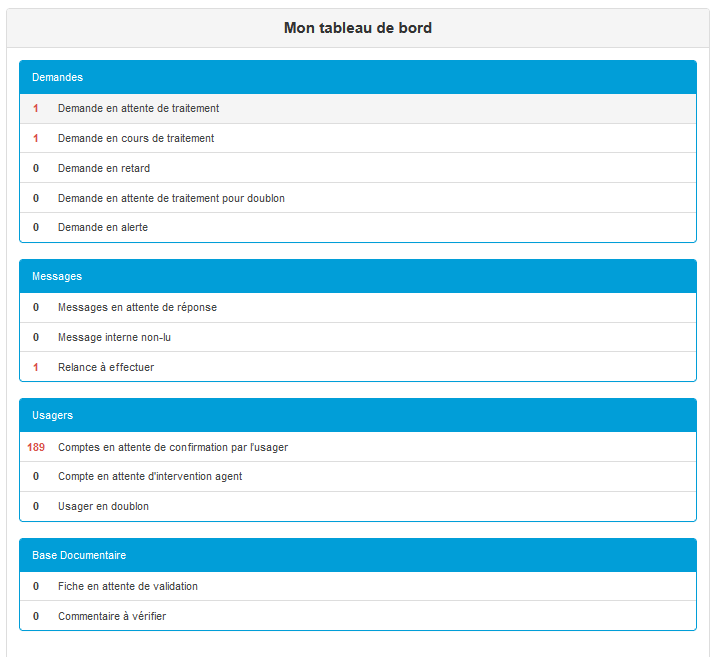 Mon tableau de bord
Demandes
1 Demande en attente de traitement
1 Demande en cours de traitement
0 Demande en retard
0 Demande en attente de traitement pour doublon
0 Demande en alerte
Messages
0 Messages en attente de réponse
0 Message interne non-lu
1 Relance à effectuer
Usagers
189 Comptes en attente de confirmation par l'usager
0 Compte en attente d'intervention agent
0 Usager en doublon
Base Documentaire
0 Fiche en attente de validation
0 Commentaire à vérifier